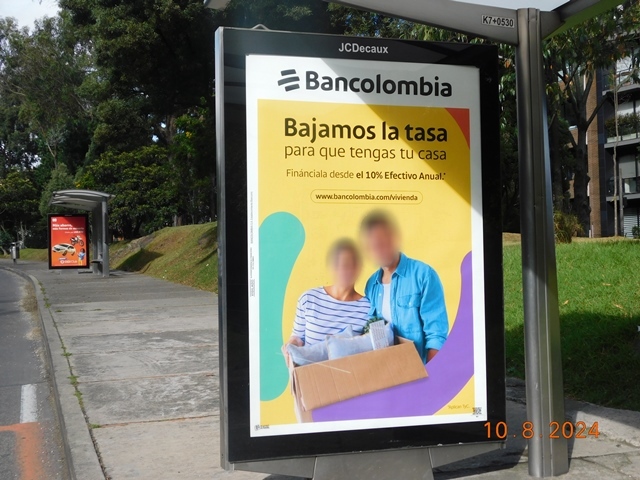 K7+0530
JCDecaux
Bancolombia
Bajamos la tasa
para que tengas tu casa
Finánciala desde el 10% Efectivo Anual.*
www.bancolombia.com/vivienda
10.8.2024